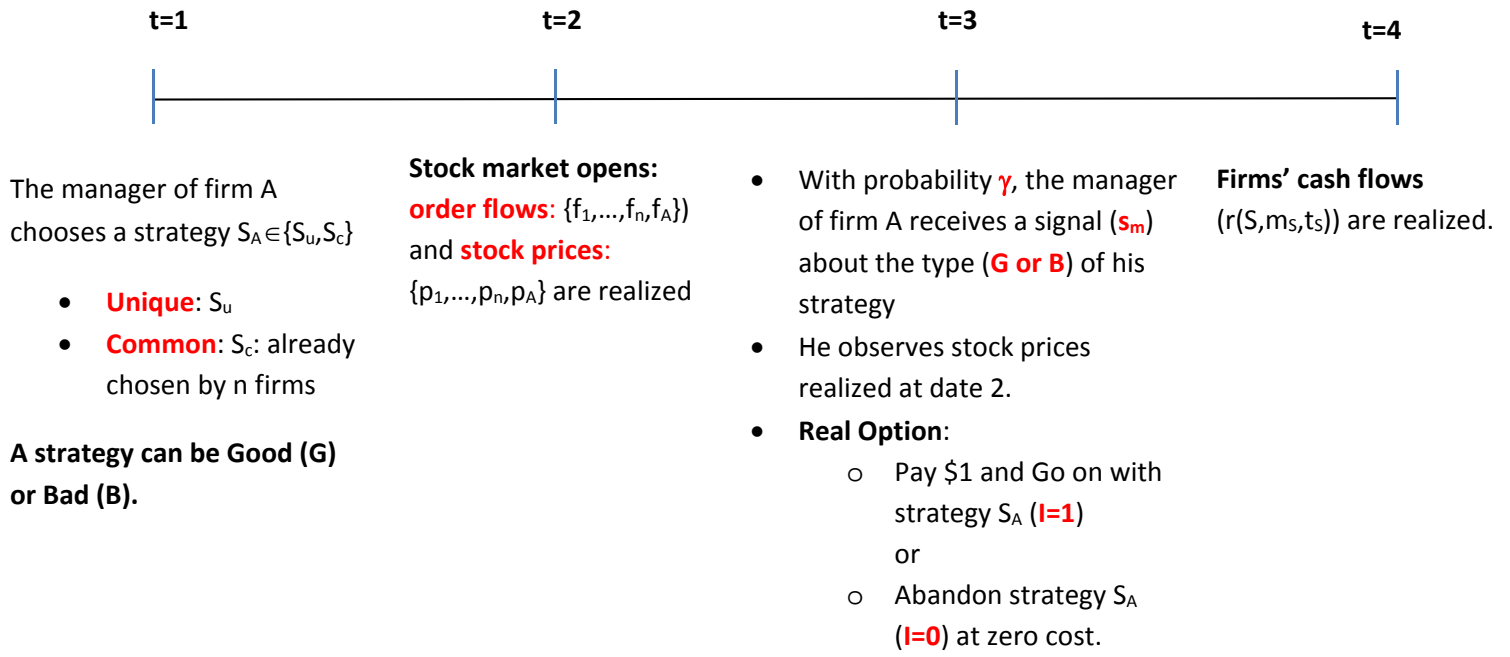 t=1
t=2
t=3
t=4
The manager of firm A
chooses a strategy S_A∈{S_u,S_c}
• Unique: S_u
• Common: S_c: already
chosen by n firms
A strategy can be Good (G)
or Bad (B).
Stock market opens:
order flows: {f_1,…,f_n,f_A})
and stock prices:
{p_1,…,p_n,p_A} are realized
• With probability γ, the manager
of firm A receives a signal (s_m)
about the type (G or B) of his
strategy
• He observes stock prices
realized at date 2.
• Real Option:
o Pay $1 and Go on with
strategy S_A (I=1)
or
o Abandon strategy S_A
(I=0) at zero cost.
Firms’ cash flows
(r(S,m_S,t_S)) are realized.